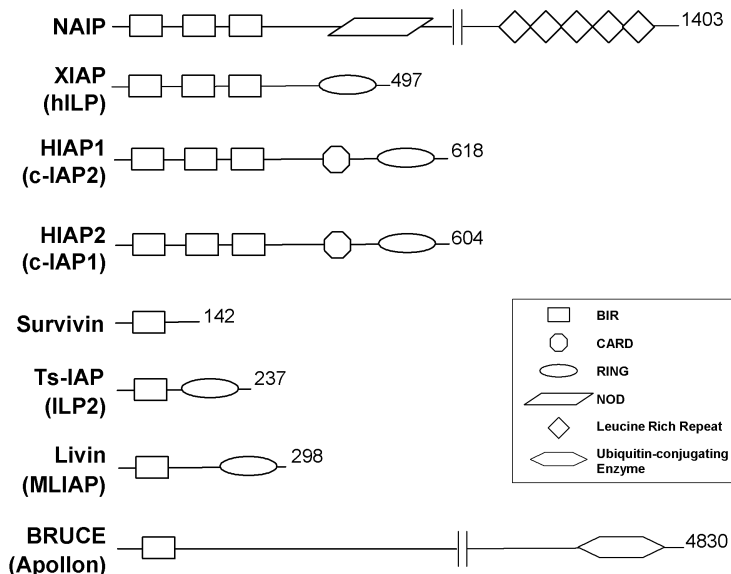 NAIP
1403
XIAP
(hILP)
497
HIAP1
(c-IAP2)
618
HIAP2
(c-IAP1)
604
Survivin
142
Ts-IAP
(ILP2)
237
Livin
(MLIAP)
298
BRUCE
(Apollon)
4830
BIR
CARD
RING
NOD
Leucine Rich Repeat
Ubiquitin-conjugating
Enzyme